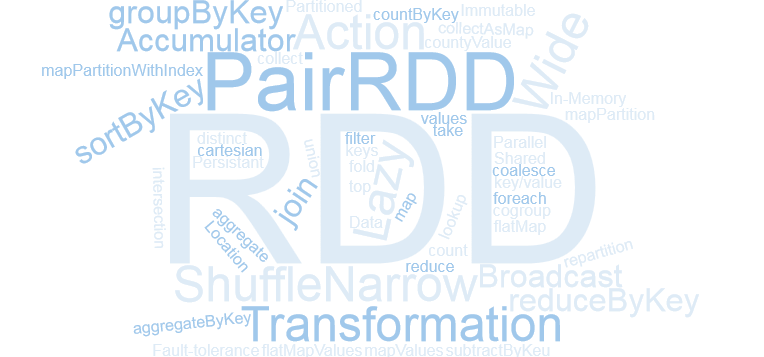 groupByKey
Partitioned
countByKey
Immutable
Accumulator
Action
collectAsMap
countyValue
Wide
mapPartitionWithIndex
collect
PairRDD
In-Memory
mapPartition
sortByKey
values
take
distinct
cartesian
Persistant
union
filter
keys
fold
top
Lazy
map
Data
Parallel
Shared
coalesce
key/value
foreach
cogroup
flatMap
RDD
intersection
join
aggregate
Location
lookup
count
reduce
repartition
ShuffleNarrow
Broadcast
reduceByKey
aggregateByKey
Transformation
Fault-tolerance
flatMapValues
mapValues
subtractByKeu